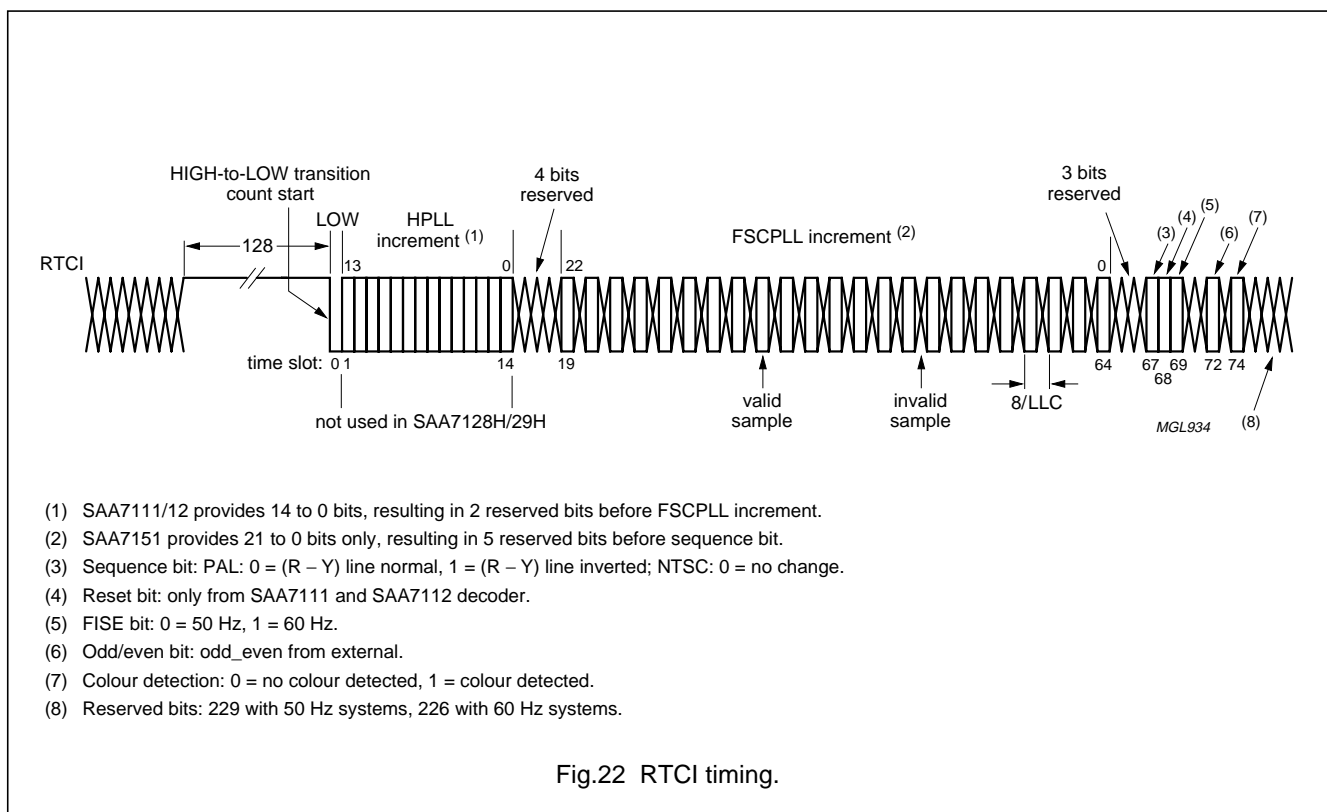 HIGH-to-LOW transition
count start
4 bits
reserved
3 bits
reserved
(3) (4) (5) (6) (7)
LOW
HPLL
increment (1)
FSCPLL increment (2)
128
RTCI
13 0 22 0
time slot: 0 1 14 19 64 67 68 69 72 74
not used in SAA7128H/29H
valid
sample
invalid
sample
8/LLC
MGL934
(8)
(1) SAA7111/12 provides 14 to 0 bits, resulting in 2 reserved bits before FSCPLL increment.
(2) SAA7151 provides 21 to 0 bits only, resulting in 5 reserved bits before sequence bit.
(3) Sequence bit: PAL: 0 = (R − Y) line normal, 1 = (R − Y) line inverted; NTSC: 0 = no change.
(4) Reset bit: only from SAA7111 and SAA7112 decoder.
(5) FISE bit: 0 = 50 Hz, 1 = 60 Hz.
(6) Odd/even bit: odd_even from external.
(7) Colour detection: 0 = no colour detected, 1 = colour detected.
(8) Reserved bits: 229 with 50 Hz systems, 226 with 60 Hz systems.
Fig.22 RTCI timing.